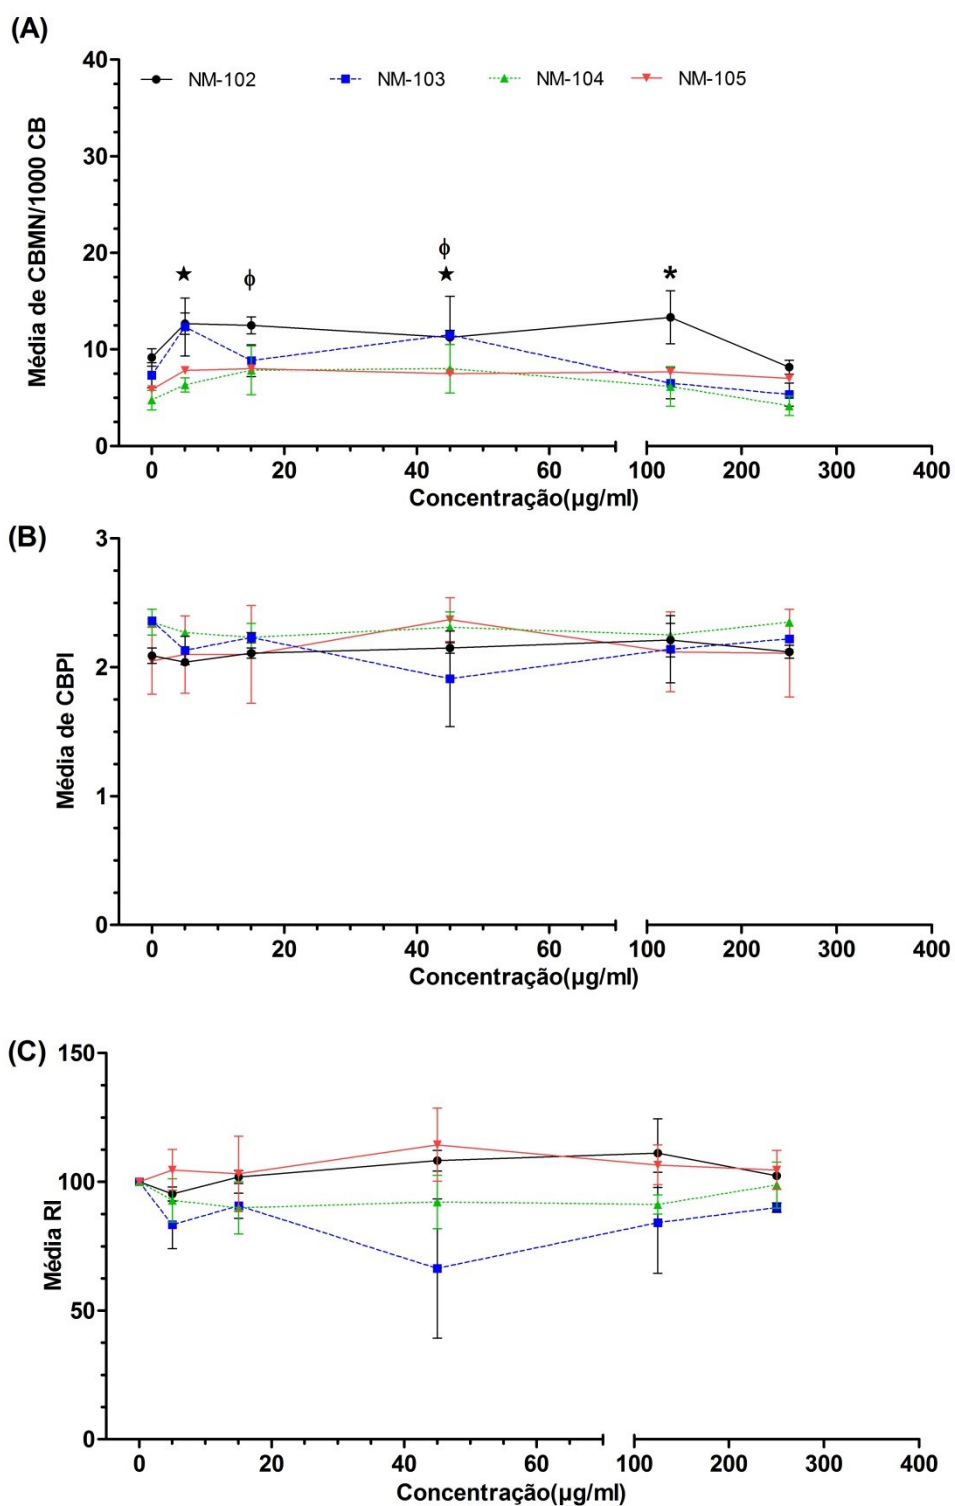 (A)
40
NM-102 NM-103 NM-104 NM-105
30
20
10
0
Média de CBMN/1000 CB
★ ϕ ϕ ★ *
0 20 40 60 100 200 300 400
Concentração(µg/ml)
(B)
3
2
1
0
Média de CBPI
0 20 40 60 100 200 300 400
Concentração(µg/ml)
(C)
150
100
50
0
Média RI
0 20 40 60 100 200 300 400
Concentração(µg/ml)